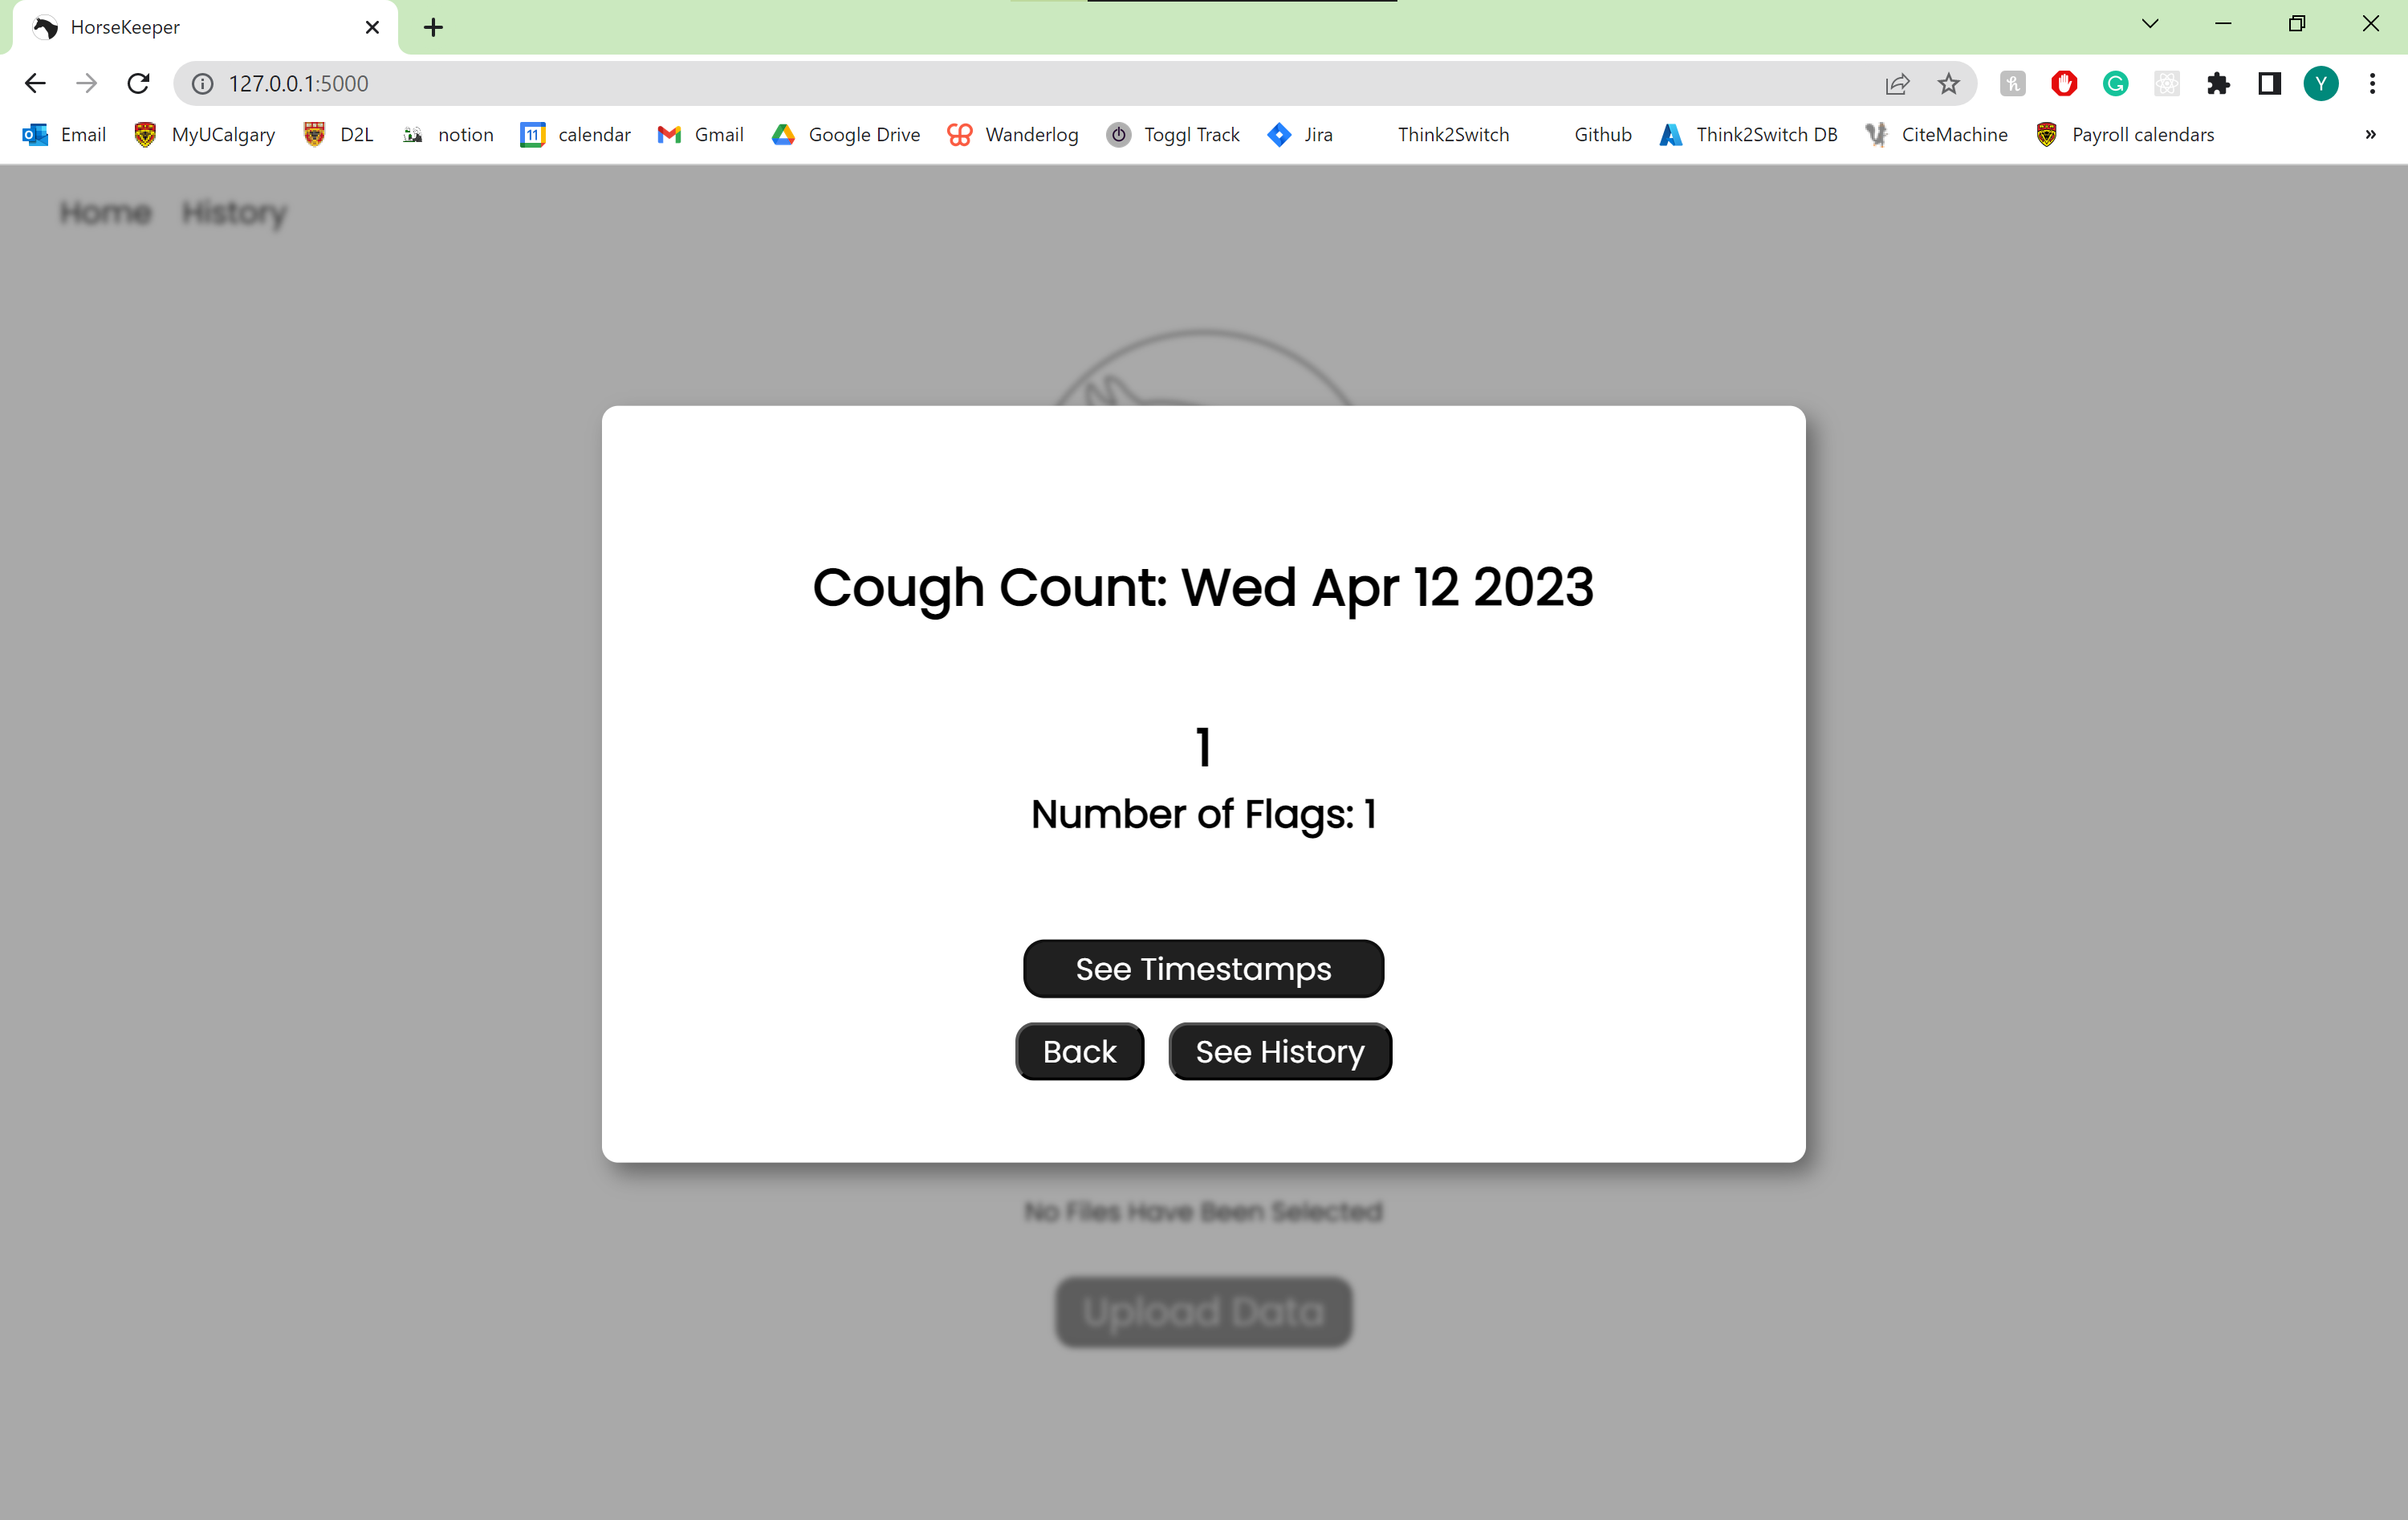 HorseKeeper
127.0.0.1:5000
Y
Email MyUCalgary D2L notion 11 calendar Gmail Google Drive Wanderlog Toggl Track Jira Think2Switch Github Think2Switch DB CiteMachine Payroll calendars »
Home History
Cough Count: Wed Apr 12 2023
1
Number of Flags: 1
See Timestamps
Back See History
No Files Have Been Selected
Upload Data